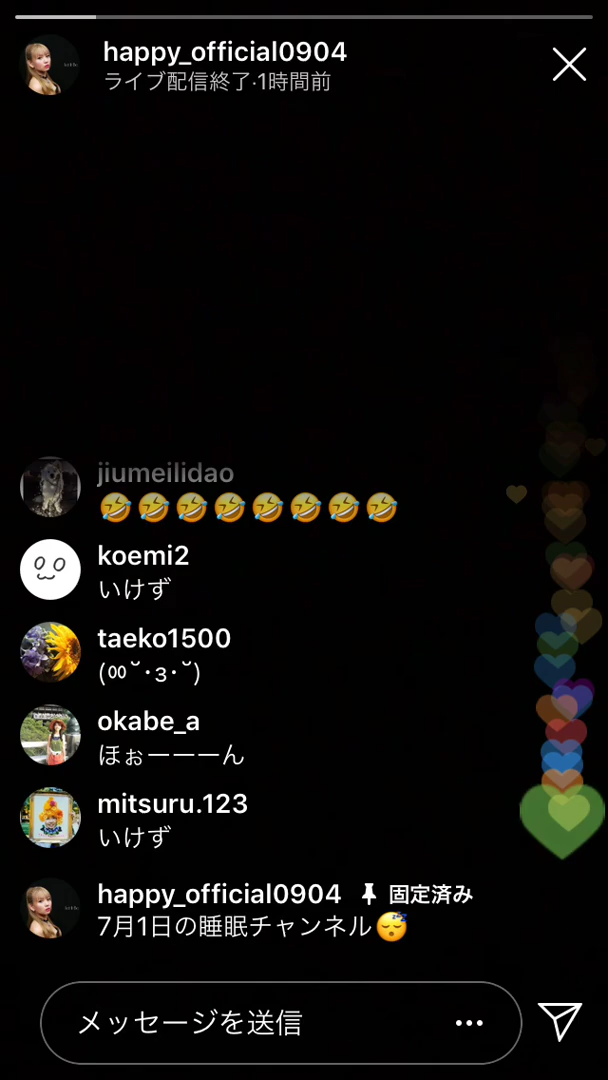 happy_official0904
ライブ配信終了·1時間前
jiumeilidao
🤣🤣🤣🤣🤣🤣🤣🤣
koemi2
いけず
taeko1500
(ꝏ˘･з･˘)
okabe_a
ほぉーーーん
mitsuru.123
いけず
happy_official0904 固定済み
7月1日の睡眠チャンネル😴
メッセージを送信